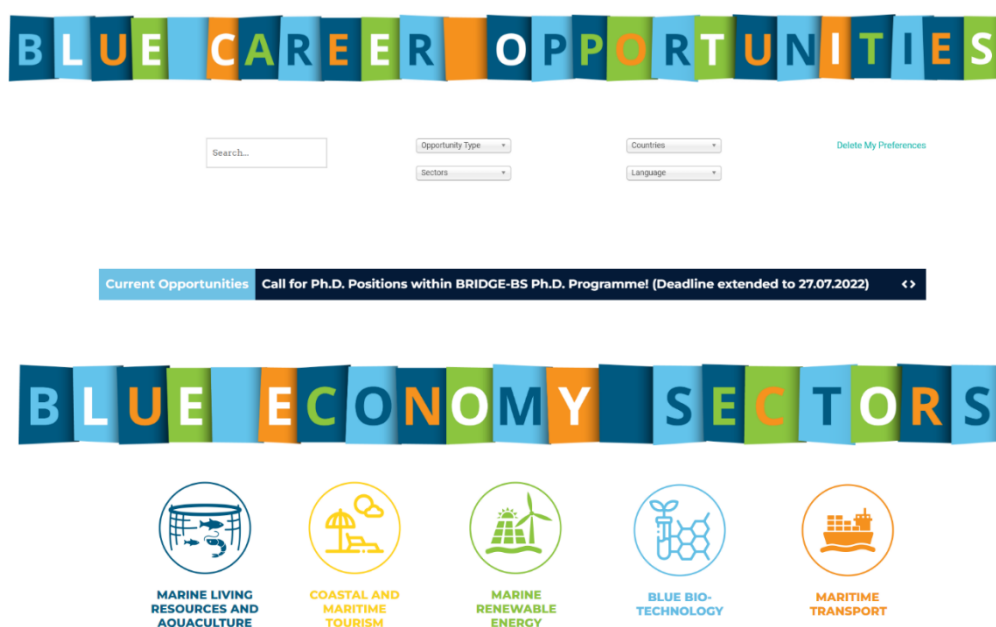 BLUE CAREER OPPORTUNITIES
Search...
Opportunity Type
Countries
Delete My Preferences
Sectors
Language
Current Opportunities
Call for Ph.D. Positions within BRIDGE-BS Ph.D. Programme! (Deadline extended to 27.07.2022)
<>
BLUE ECONOMY SECTORS
MARINE LIVING
RESOURCES AND
AQUACULTURE
COASTAL AND
MARITIME
TOURISM
MARINE
RENEWABLE
ENERGY
BLUE BIO-
TECHNOLOGY
MARITIME
TRANSPORT